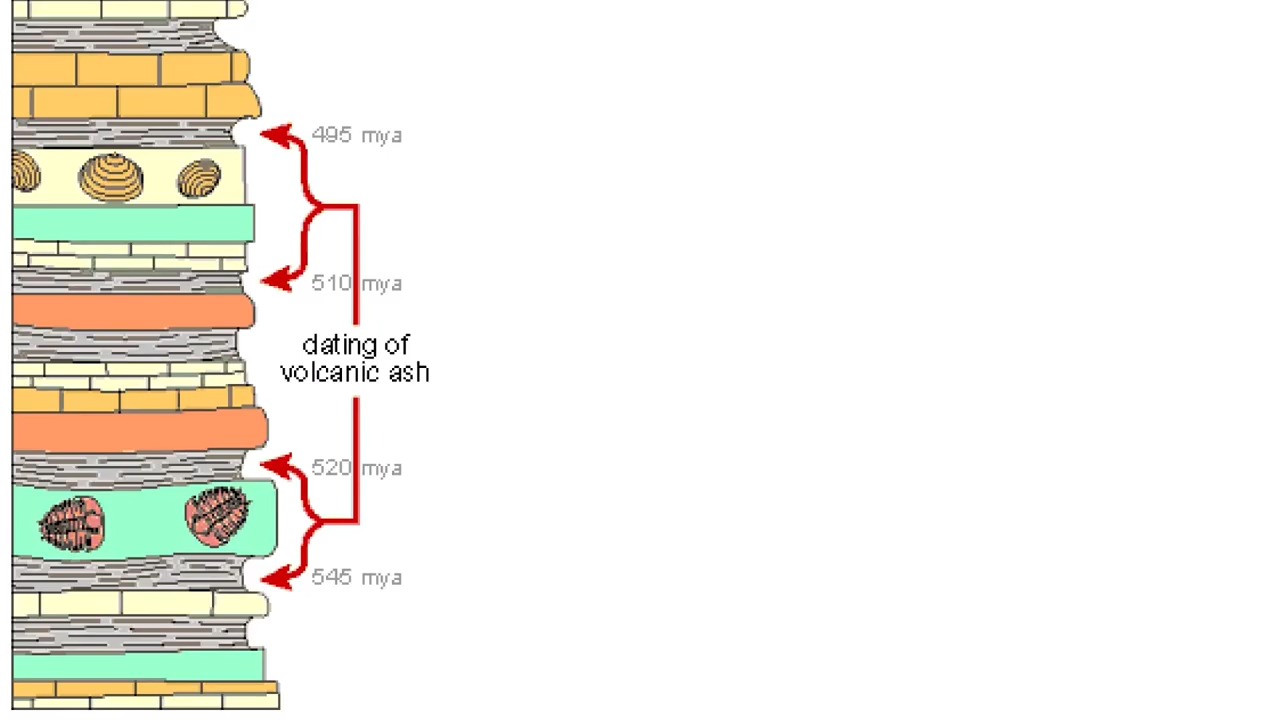 495 mya
510 mya
dating of
volcanic ash
520 mya
545 mya